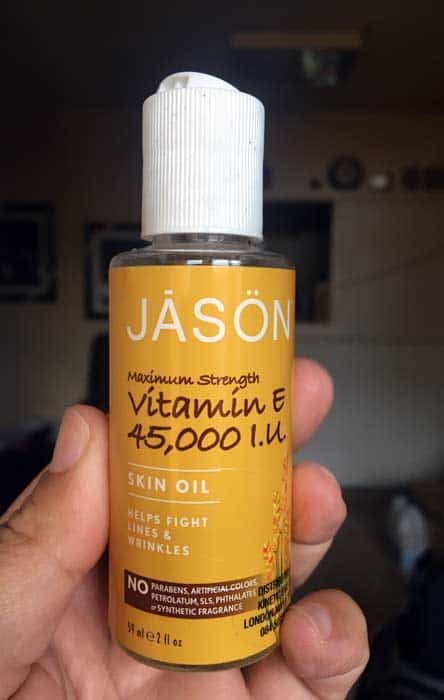 JĀSÖN
Maximum Strength
Vitamin E
45,000 I.U.
SKIN OIL
HELPS FIGHT
LINES &
WRINKLES
NO PARABENS, ARTIFICIAL COLORS,
PETROLATUM, SLS, PHTHALATES
or SYNTHETIC FRAGRANCE
59 ml e 2 fl oz